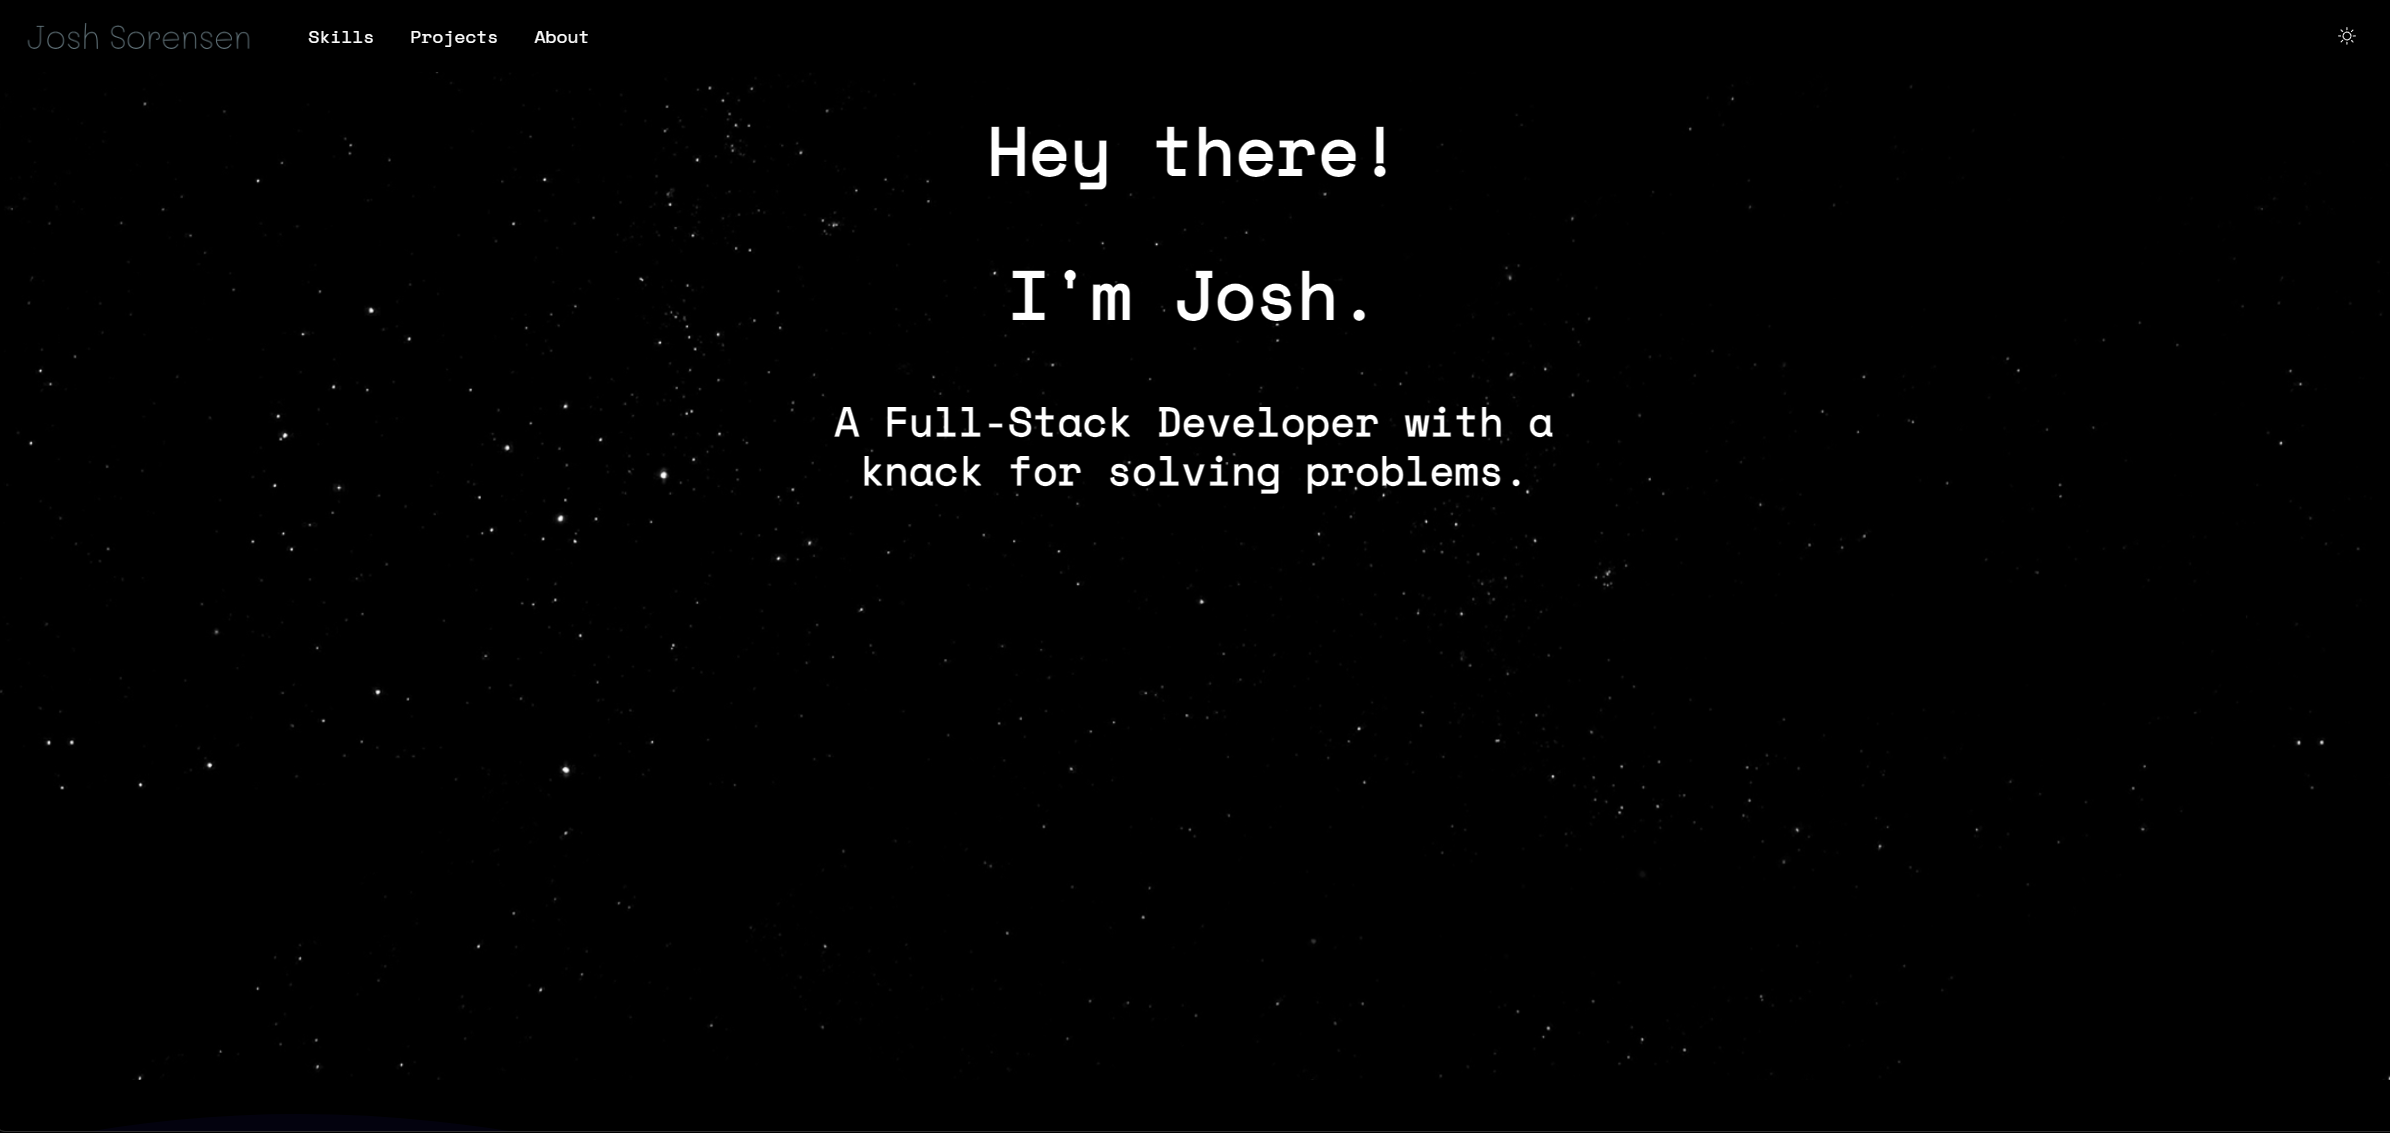 Josh Sorensen
Skills Projects About
Hey there!
I'm Josh.
A Full-Stack Developer with a
knack for solving problems.